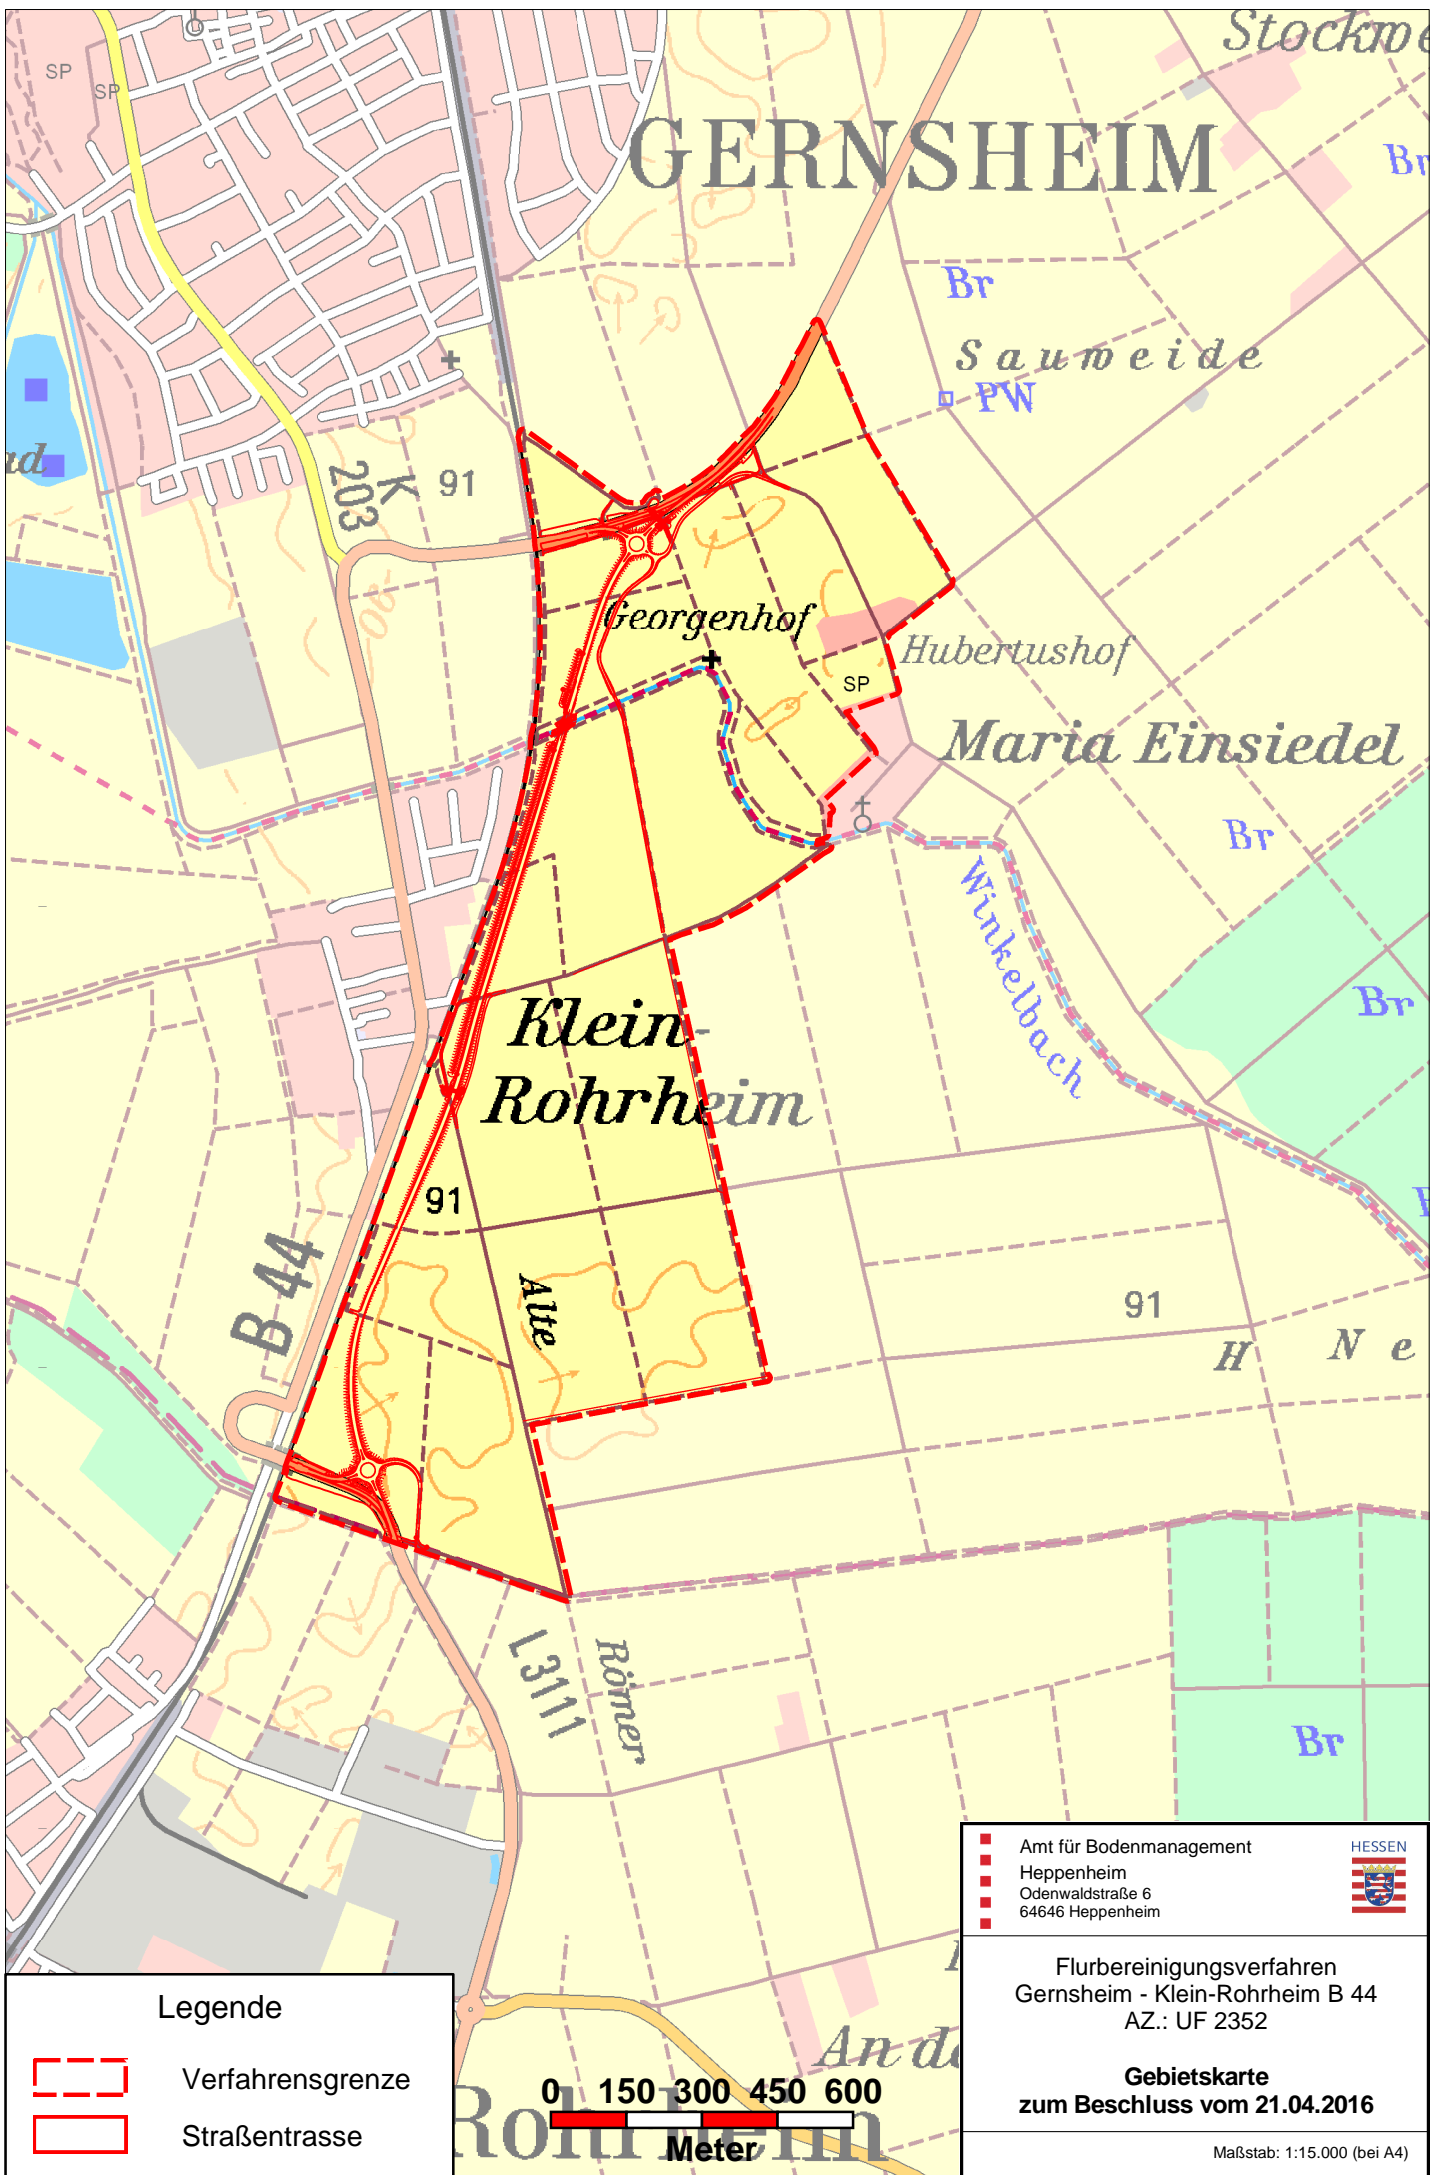 Stockwe
SP
SP
GERNSHEIM
Br
Br
Sauweide
PW
ad
K
203
91
90
Georgenhof
Hubertushof
SP
Maria Einsiedel
Br
Winkelbach
Klein-
Rohrheim
Br
91
B 44
Alte
91
H
N e
L3111
Römer
Br
An de
Rohrheim
Amt für Bodenmanagement
Heppenheim
Odenwaldstraße 6
64646 Heppenheim
HESSEN
Flurbereinigungsverfahren
Gernsheim - Klein-Rohrheim B 44
AZ.: UF 2352
Gebietskarte
zum Beschluss vom 21.04.2016
Maßstab: 1:15.000 (bei A4)
Legende
Verfahrensgrenze
Straßentrasse
0 150 300 450 600
Meter